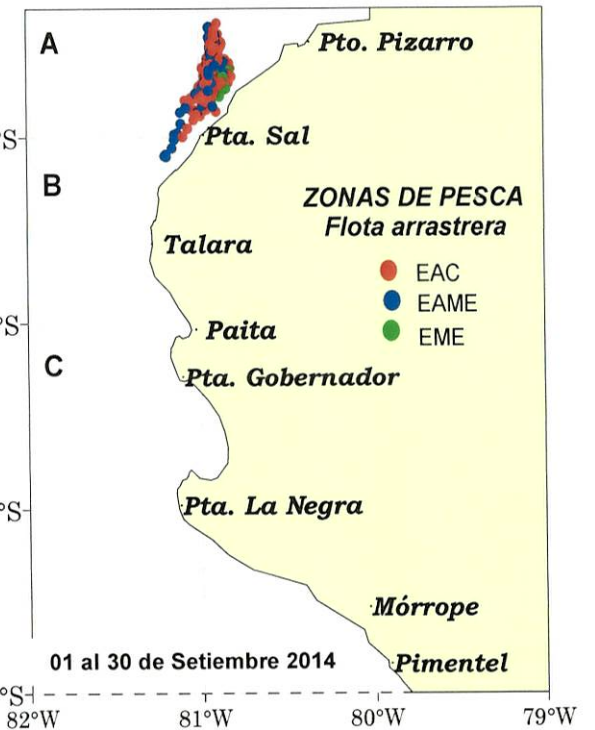 A
Pto. Pizarro
°S
Pta. Sal
B
ZONAS DE PESCA
Flota arrastrera
Talara
EAC
EAME
°S
Paita
EME
C
Pta. Gobernador
°S
Pta. La Negra
Mórrope
01 al 30 de Setiembre 2014
Pimentel
°S
82°W 81°W 80°W 79°W